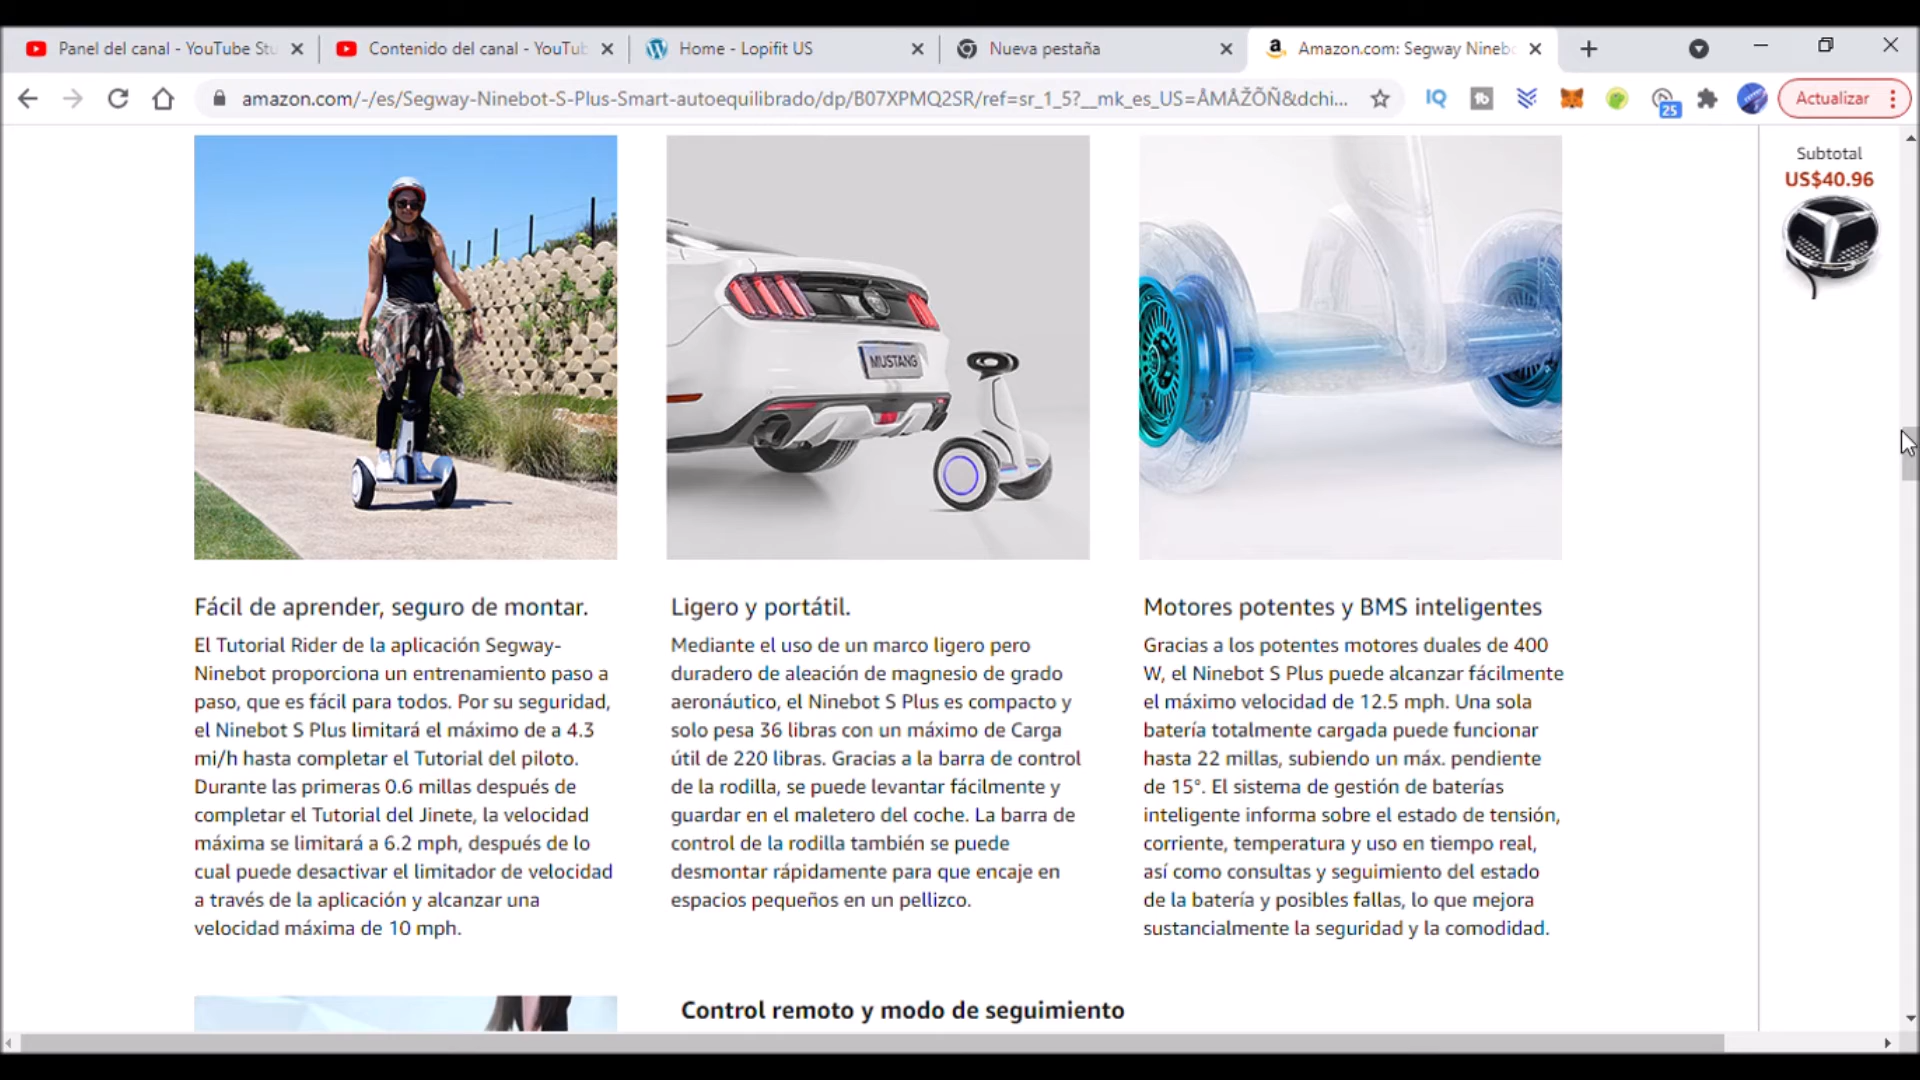 Panel del canal - YouTube Stu
Contenido del canal - YouTub
Home - Lopifit US
Nueva pestaña
Amazon.com: Segway Ninebo
amazon.com/-/es/Segway-Ninebot-S-Plus-Smart-autoequilibrado/dp/B07XPMQ2SR/ref=sr_1_5?__mk_es_US=ÅMÅŽÕÑ&dchi...
IQ
tb
25
Actualizar
Subtotal
US$40.96
MUSTANG
Fácil de aprender, seguro de montar.
El Tutorial Rider de la aplicación Segway-
Ninebot proporciona un entrenamiento paso a
paso, que es fácil para todos. Por su seguridad,
el Ninebot S Plus limitará el máximo de a 4.3
mi/h hasta completar el Tutorial del piloto.
Durante las primeras 0.6 millas después de
completar el Tutorial del Jinete, la velocidad
máxima se limitará a 6.2 mph, después de lo
cual puede desactivar el limitador de velocidad
a través de la aplicación y alcanzar una
velocidad máxima de 10 mph.
Ligero y portátil.
Mediante el uso de un marco ligero pero
duradero de aleación de magnesio de grado
aeronáutico, el Ninebot S Plus es compacto y
solo pesa 36 libras con un máximo de Carga
útil de 220 libras. Gracias a la barra de control
de la rodilla, se puede levantar fácilmente y
guardar en el maletero del coche. La barra de
control de la rodilla también se puede
desmontar rápidamente para que encaje en
espacios pequeños en un pellizco.
Motores potentes y BMS inteligentes
Gracias a los potentes motores duales de 400
W, el Ninebot S Plus puede alcanzar fácilmente
el máximo velocidad de 12.5 mph. Una sola
batería totalmente cargada puede funcionar
hasta 22 millas, subiendo un máx. pendiente
de 15°. El sistema de gestión de baterías
inteligente informa sobre el estado de tensión,
corriente, temperatura y uso en tiempo real,
así como consultas y seguimiento del estado
de la batería y posibles fallas, lo que mejora
sustancialmente la seguridad y la comodidad.
Control remoto y modo de seguimiento